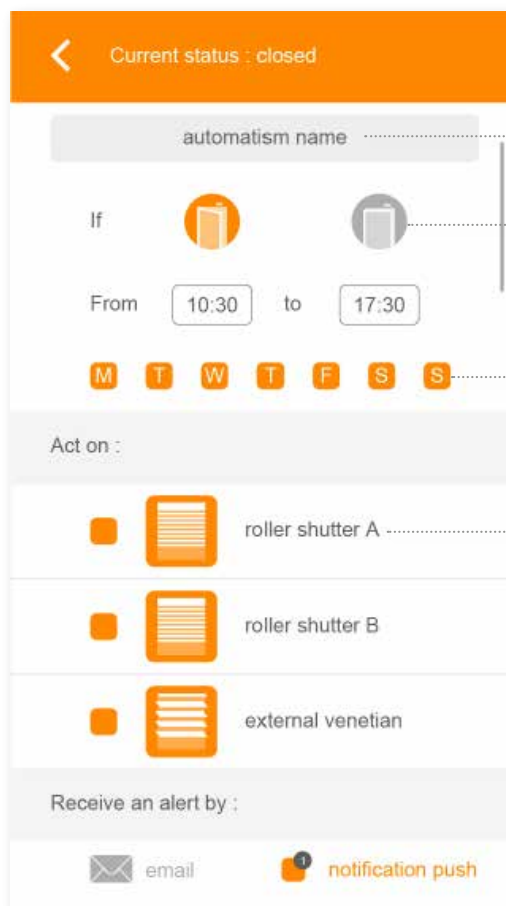 Current status : closed
automatism name
If
From 10:30 to 17:30
M T W T F S S
Act on :
roller shutter A
roller shutter B
external venetian
Receive an alert by :
email 1 notification push